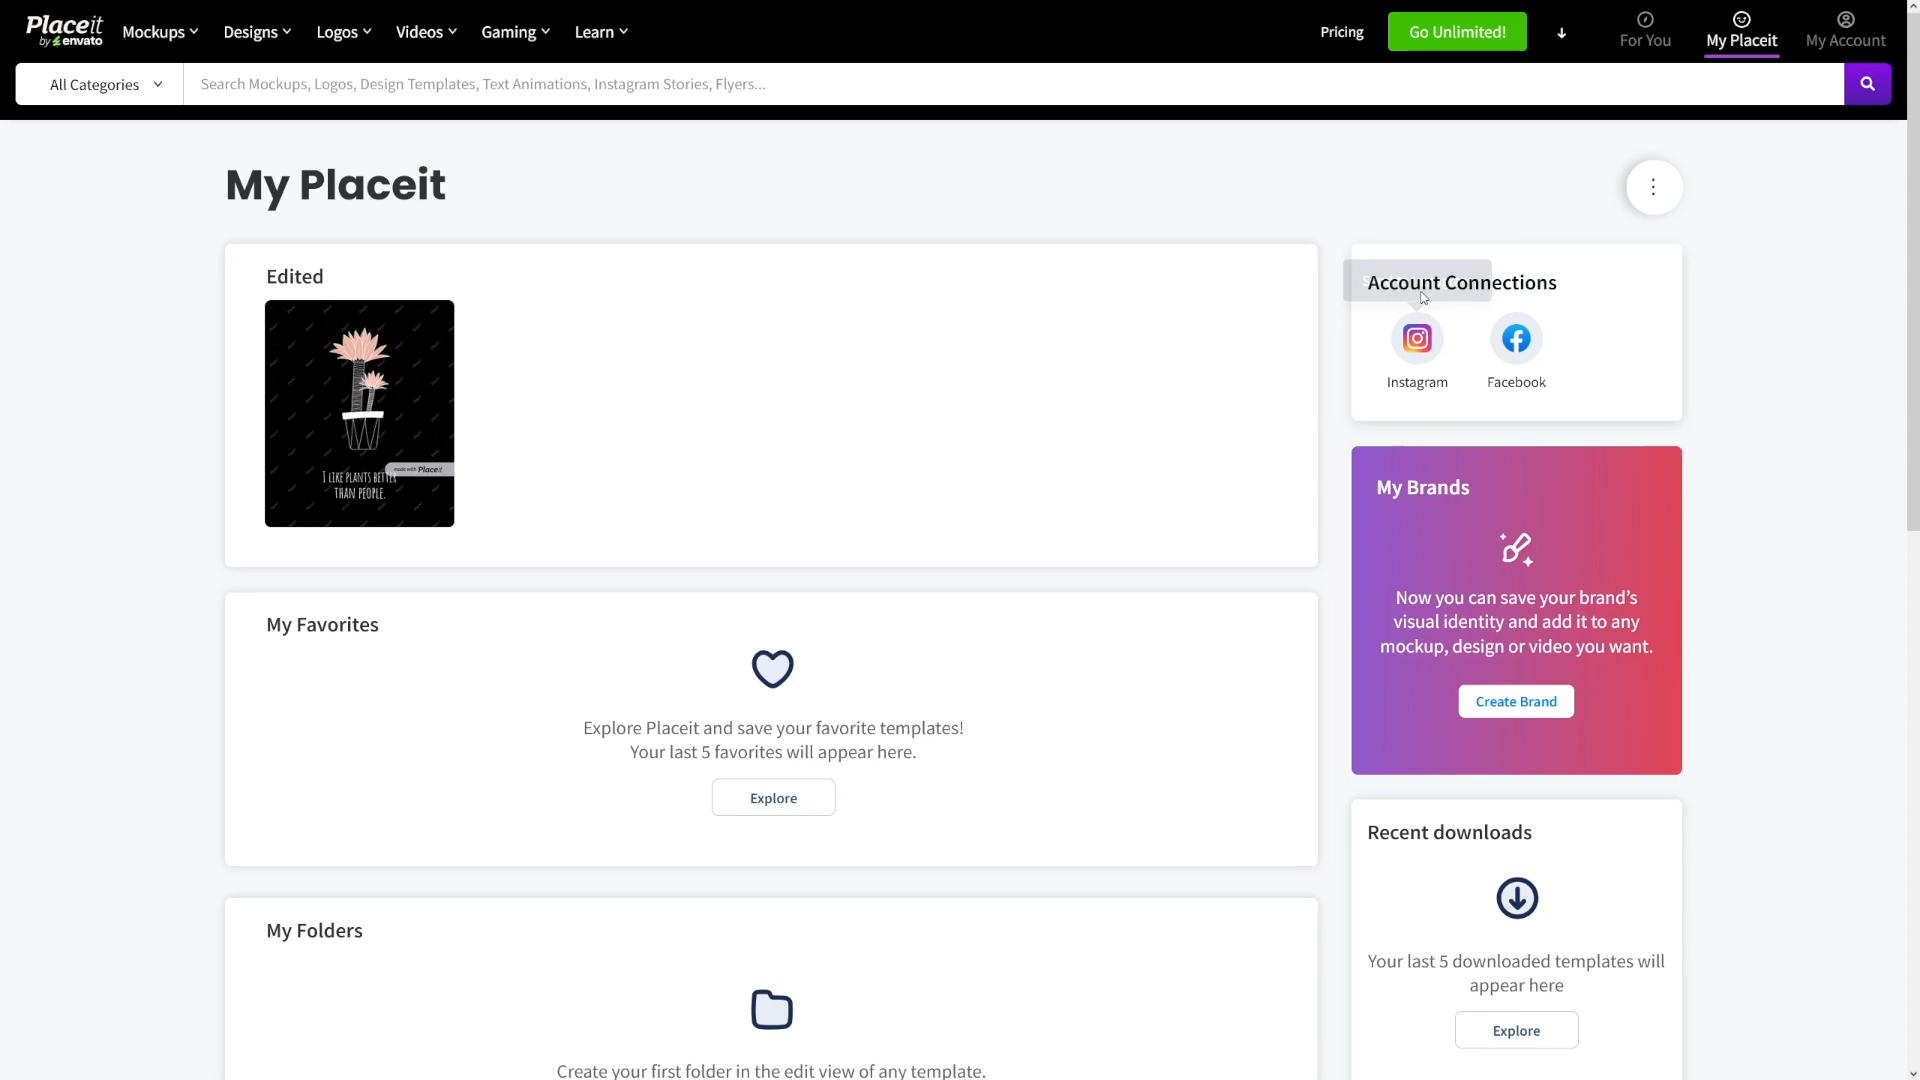 Placeit
by envato
Mockups
Designs
Logos
Videos
Gaming
Learn
Pricing
Go Unlimited!
For You
My Placeit
My Account
All Categories
Search Mockups, Logos, Design Templates, Text Animations, Instagram Stories, Flyers...
My Placeit
Edited
I LIKE PLANTS BETTER
made with Placeit
THAN PEOPLE.
Account Connections
Instagram
Facebook
My Brands
Now you can save your brand's
visual identity and add it to any
mockup, design or video you want.
Create Brand
My Favorites
Explore Placeit and save your favorite templates!
Your last 5 favorites will appear here.
Explore
Recent downloads
Your last 5 downloaded templates will
appear here
Explore
My Folders
Create your first folder in the edit view of any template.